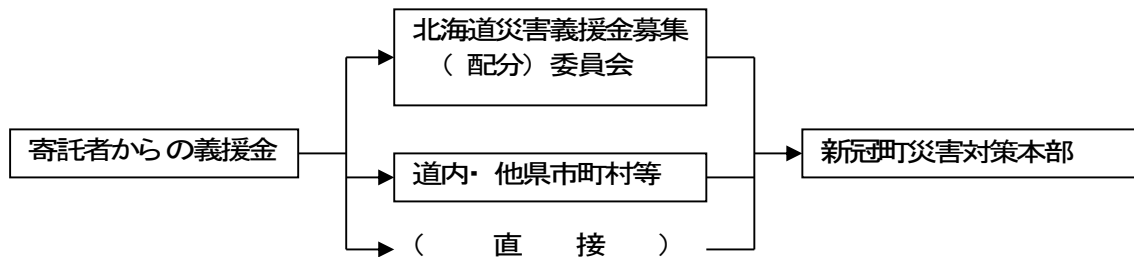 北海道災害義援金募集
（配分）委員会
寄託者からの義援金
道内・他県市町村等
（　直　接　）
新冠町災害対策本部